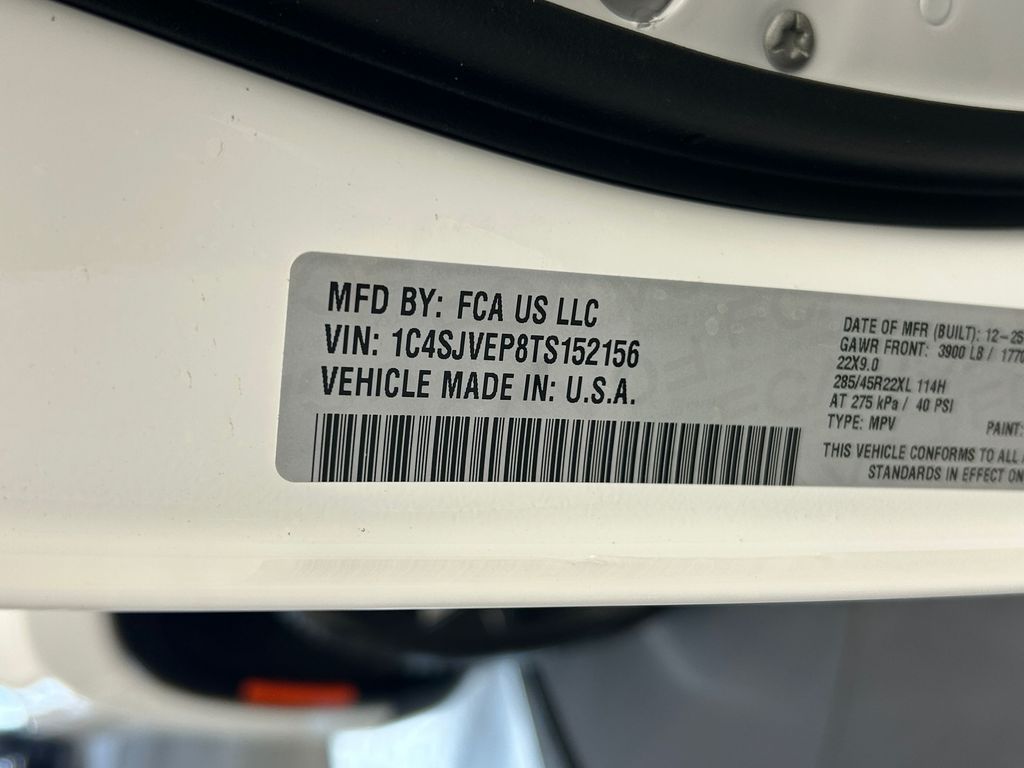 MFD BY: FCA US LLC
VIN: 1C4SJVEP8TS152156
VEHICLE MADE IN: U.S.A.
DATE OF MFR (BUILT): 12-25
GAWR FRONT: 3900 LB / 1770
22X9.0
285/45R22XL 114H
AT 275 kPa / 40 PSI
TYPE: MPV
PAINT:
THIS VEHICLE CONFORMS TO ALL
STANDARDS IN EFFECT ON